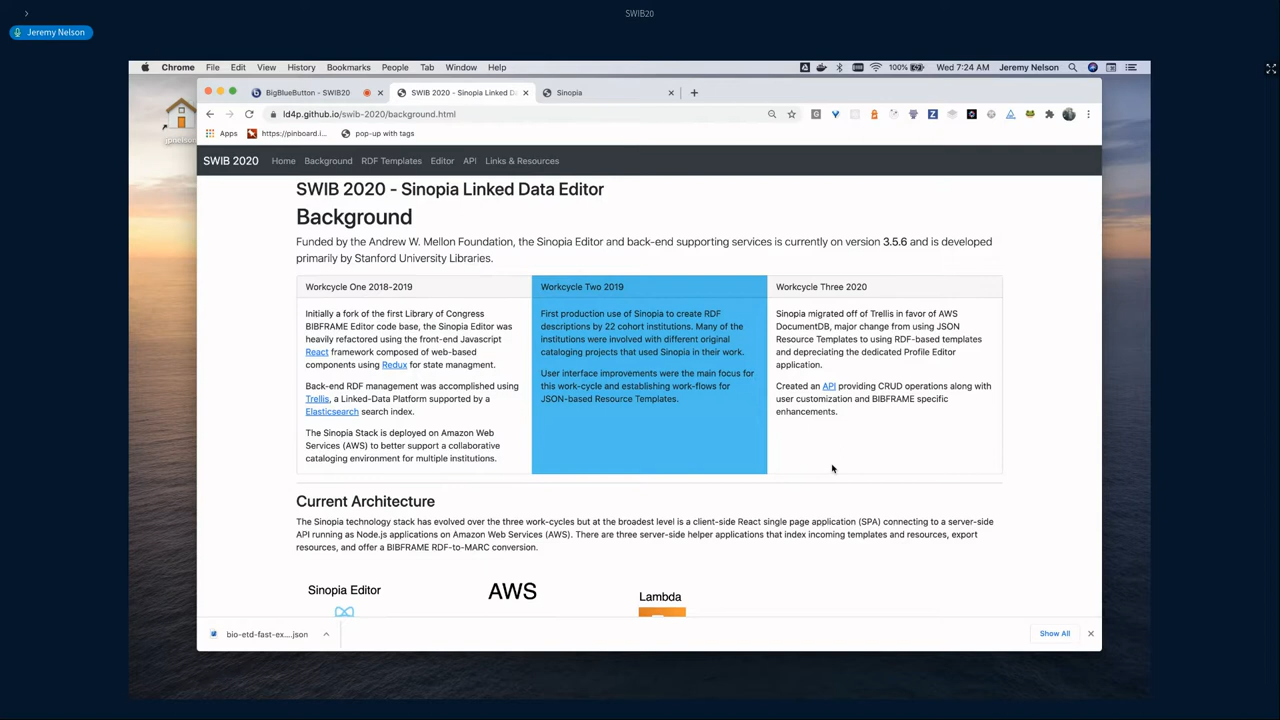 SWIB20
Jeremy Nelson
Chrome File Edit View History Bookmarks People Tab Window Help
100% Wed 7:24 AM Jeremy Nelson
BigBlueButton - SWIB20
SWIB 2020 - Sinopia Linked Da
Sinopia
ld4p.github.io/swib-2020/background.html
Apps https://pinboard.i... pop-up with tags
SWIB 2020 Home Background RDF Templates Editor API Links & Resources
SWIB 2020 - Sinopia Linked Data Editor
Background
Funded by the Andrew W. Mellon Foundation, the Sinopia Editor and back-end supporting services is currently on version 3.5.6 and is developed
primarily by Stanford University Libraries.
Workcycle One 2018-2019
Initially a fork of the first Library of Congress
BIBFRAME Editor code base, the Sinopia Editor was
heavily refactored using the front-end Javascript
React framework composed of web-based
components using Redux for state managment.
Back-end RDF management was accomplished using
Trellis, a Linked-Data Platform supported by a
Elasticsearch search index.
The Sinopia Stack is deployed on Amazon Web
Services (AWS) to better support a collaborative
cataloging environment for multiple institutions.
Workcycle Two 2019
First production use of Sinopia to create RDF
descriptions by 22 cohort institutions. Many of the
institutions were involved with different original
cataloging projects that used Sinopia in their work.
User interface improvements were the main focus for
this work-cycle and establishing work-flows for
JSON-based Resource Templates.
Workcycle Three 2020
Sinopia migrated off of Trellis in favor of AWS
DocumentDB, major change from using JSON
Resource Templates to using RDF-based templates
and depreciating the dedicated Profile Editor
application.
Created an API providing CRUD operations along with
user customization and BIBFRAME specific
enhancements.
Current Architecture
The Sinopia technology stack has evolved over the three work-cycles but at the broadest level is a client-side React single page application (SPA) connecting to a server-side
API running as Node.js applications on Amazon Web Services (AWS). There are three server-side helper applications that index incoming templates and resources, export
resources, and offer a BIBFRAME RDF-to-MARC conversion.
Sinopia Editor
AWS
Lambda
bio-etd-fast-ex....json
Show All